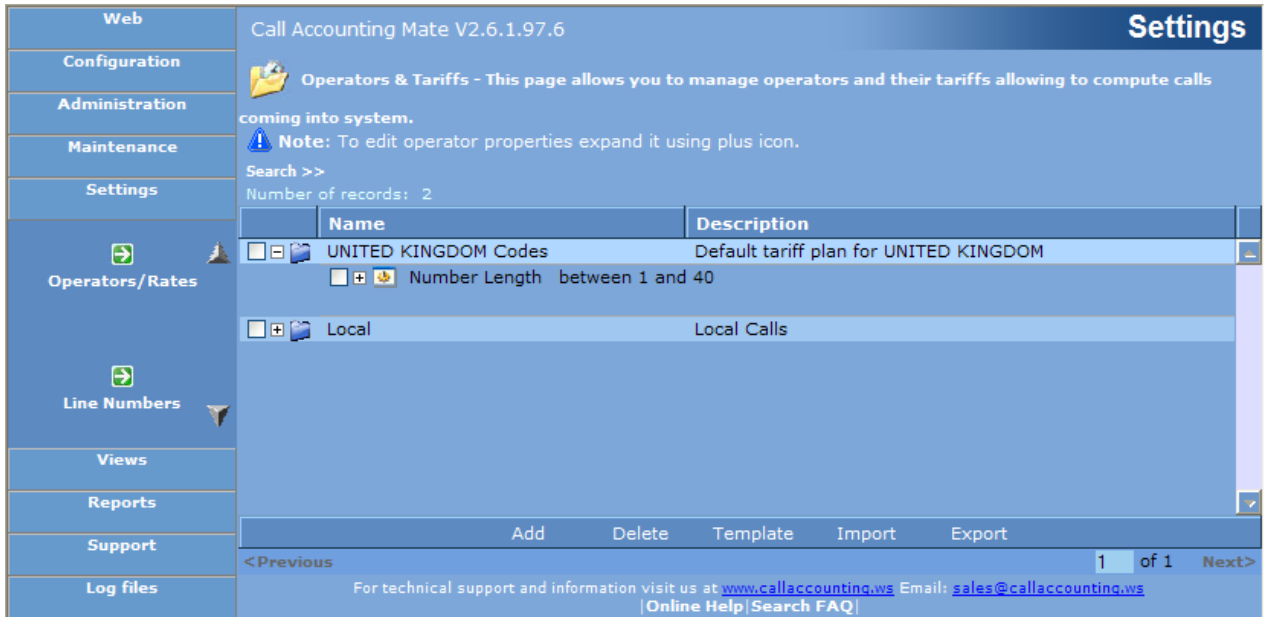 Web
Configuration
Administration
Maintenance
Settings
Operators/Rates
Line Numbers
Views
Reports
Support
Log files
Call Accounting Mate V2.6.1.97.6
Settings
Operators & Tariffs - This page allows you to manage operators and their tariffs allowing to compute calls
coming into system.
Note: To edit operator properties expand it using plus icon.
Search >>
Number of records: 2
Name Description
UNITED KINGDOM Codes Default tariff plan for UNITED KINGDOM
Number Length between 1 and 40
Local Local Calls
Add Delete Template Import Export
<Previous 1 of 1 Next>
For technical support and information visit us at www.callaccounting.ws Email: sales@callaccounting.ws
|Online Help|Search FAQ|